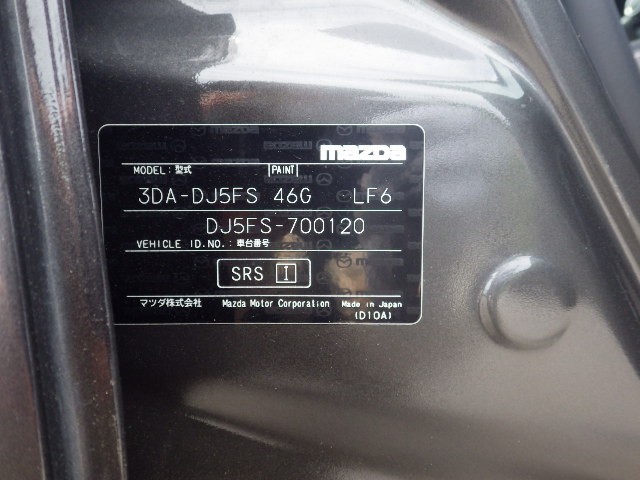 mazda
MODEL:型式 PAINT
3DA-DJ5FS 46G LF6
DJ5FS-700120
VEHICLE ID.NO.:車台番号
SRS I
マツダ株式会社 Mazda Motor Corporation Made in Japan
(D10A)